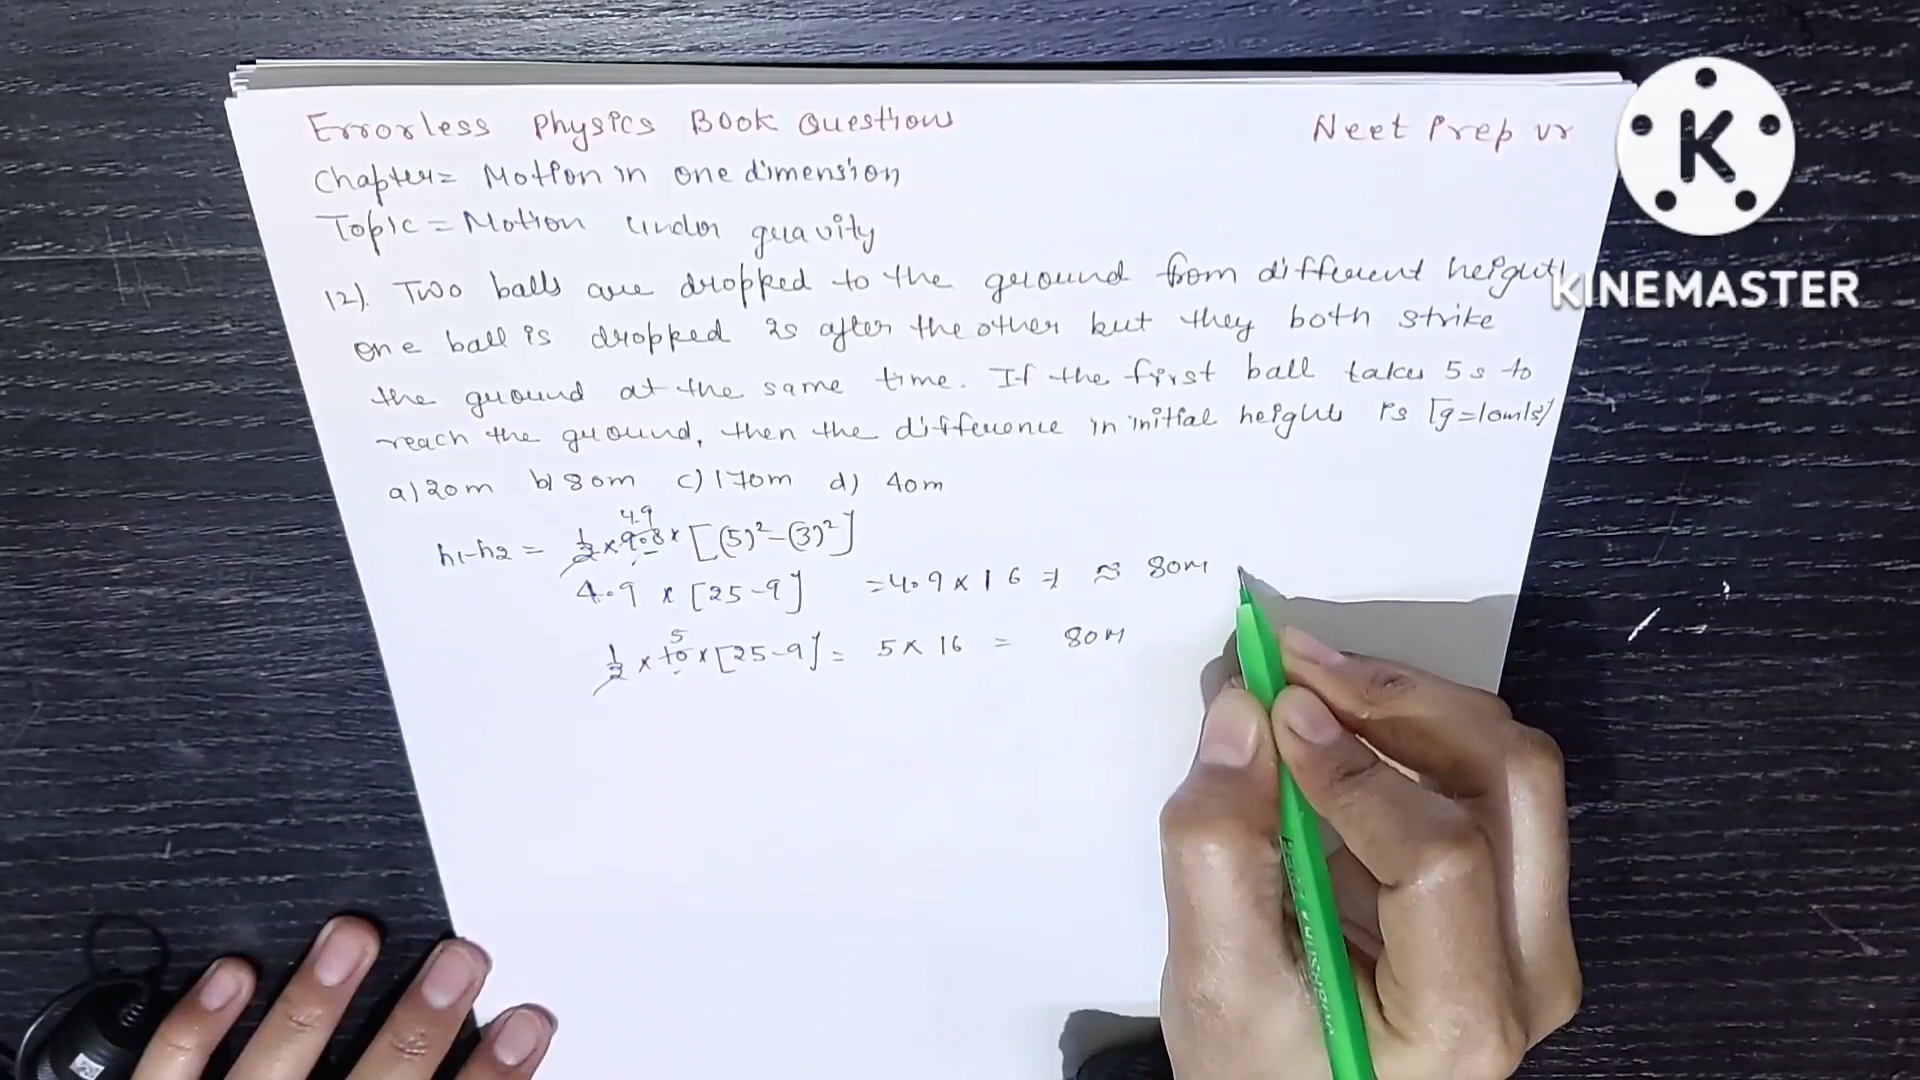 Errorless Physics Book Questions Neet Prep vr
Chapter= Motion in one dimension
Topic = Motion under gravity
12). Two balls are dropped to the ground from different heights
one ball is dropped 2s after the other but they both strike
the ground at the same time. If the first ball takes 5s to
reach the ground, then the difference in initial heights is [g=10m/s²]
a) 20m b) 80m c) 170m d) 40m
h1-h2 = 1/2 × 9.8 4.9 × [(5)² - (3)²]
4.9 × [25-9] = 4.9 × 16 ⇒ ≈ 80m
1/2 × 10 5 × [25-9] = 5 × 16 = 80m
K
KINEMASTER